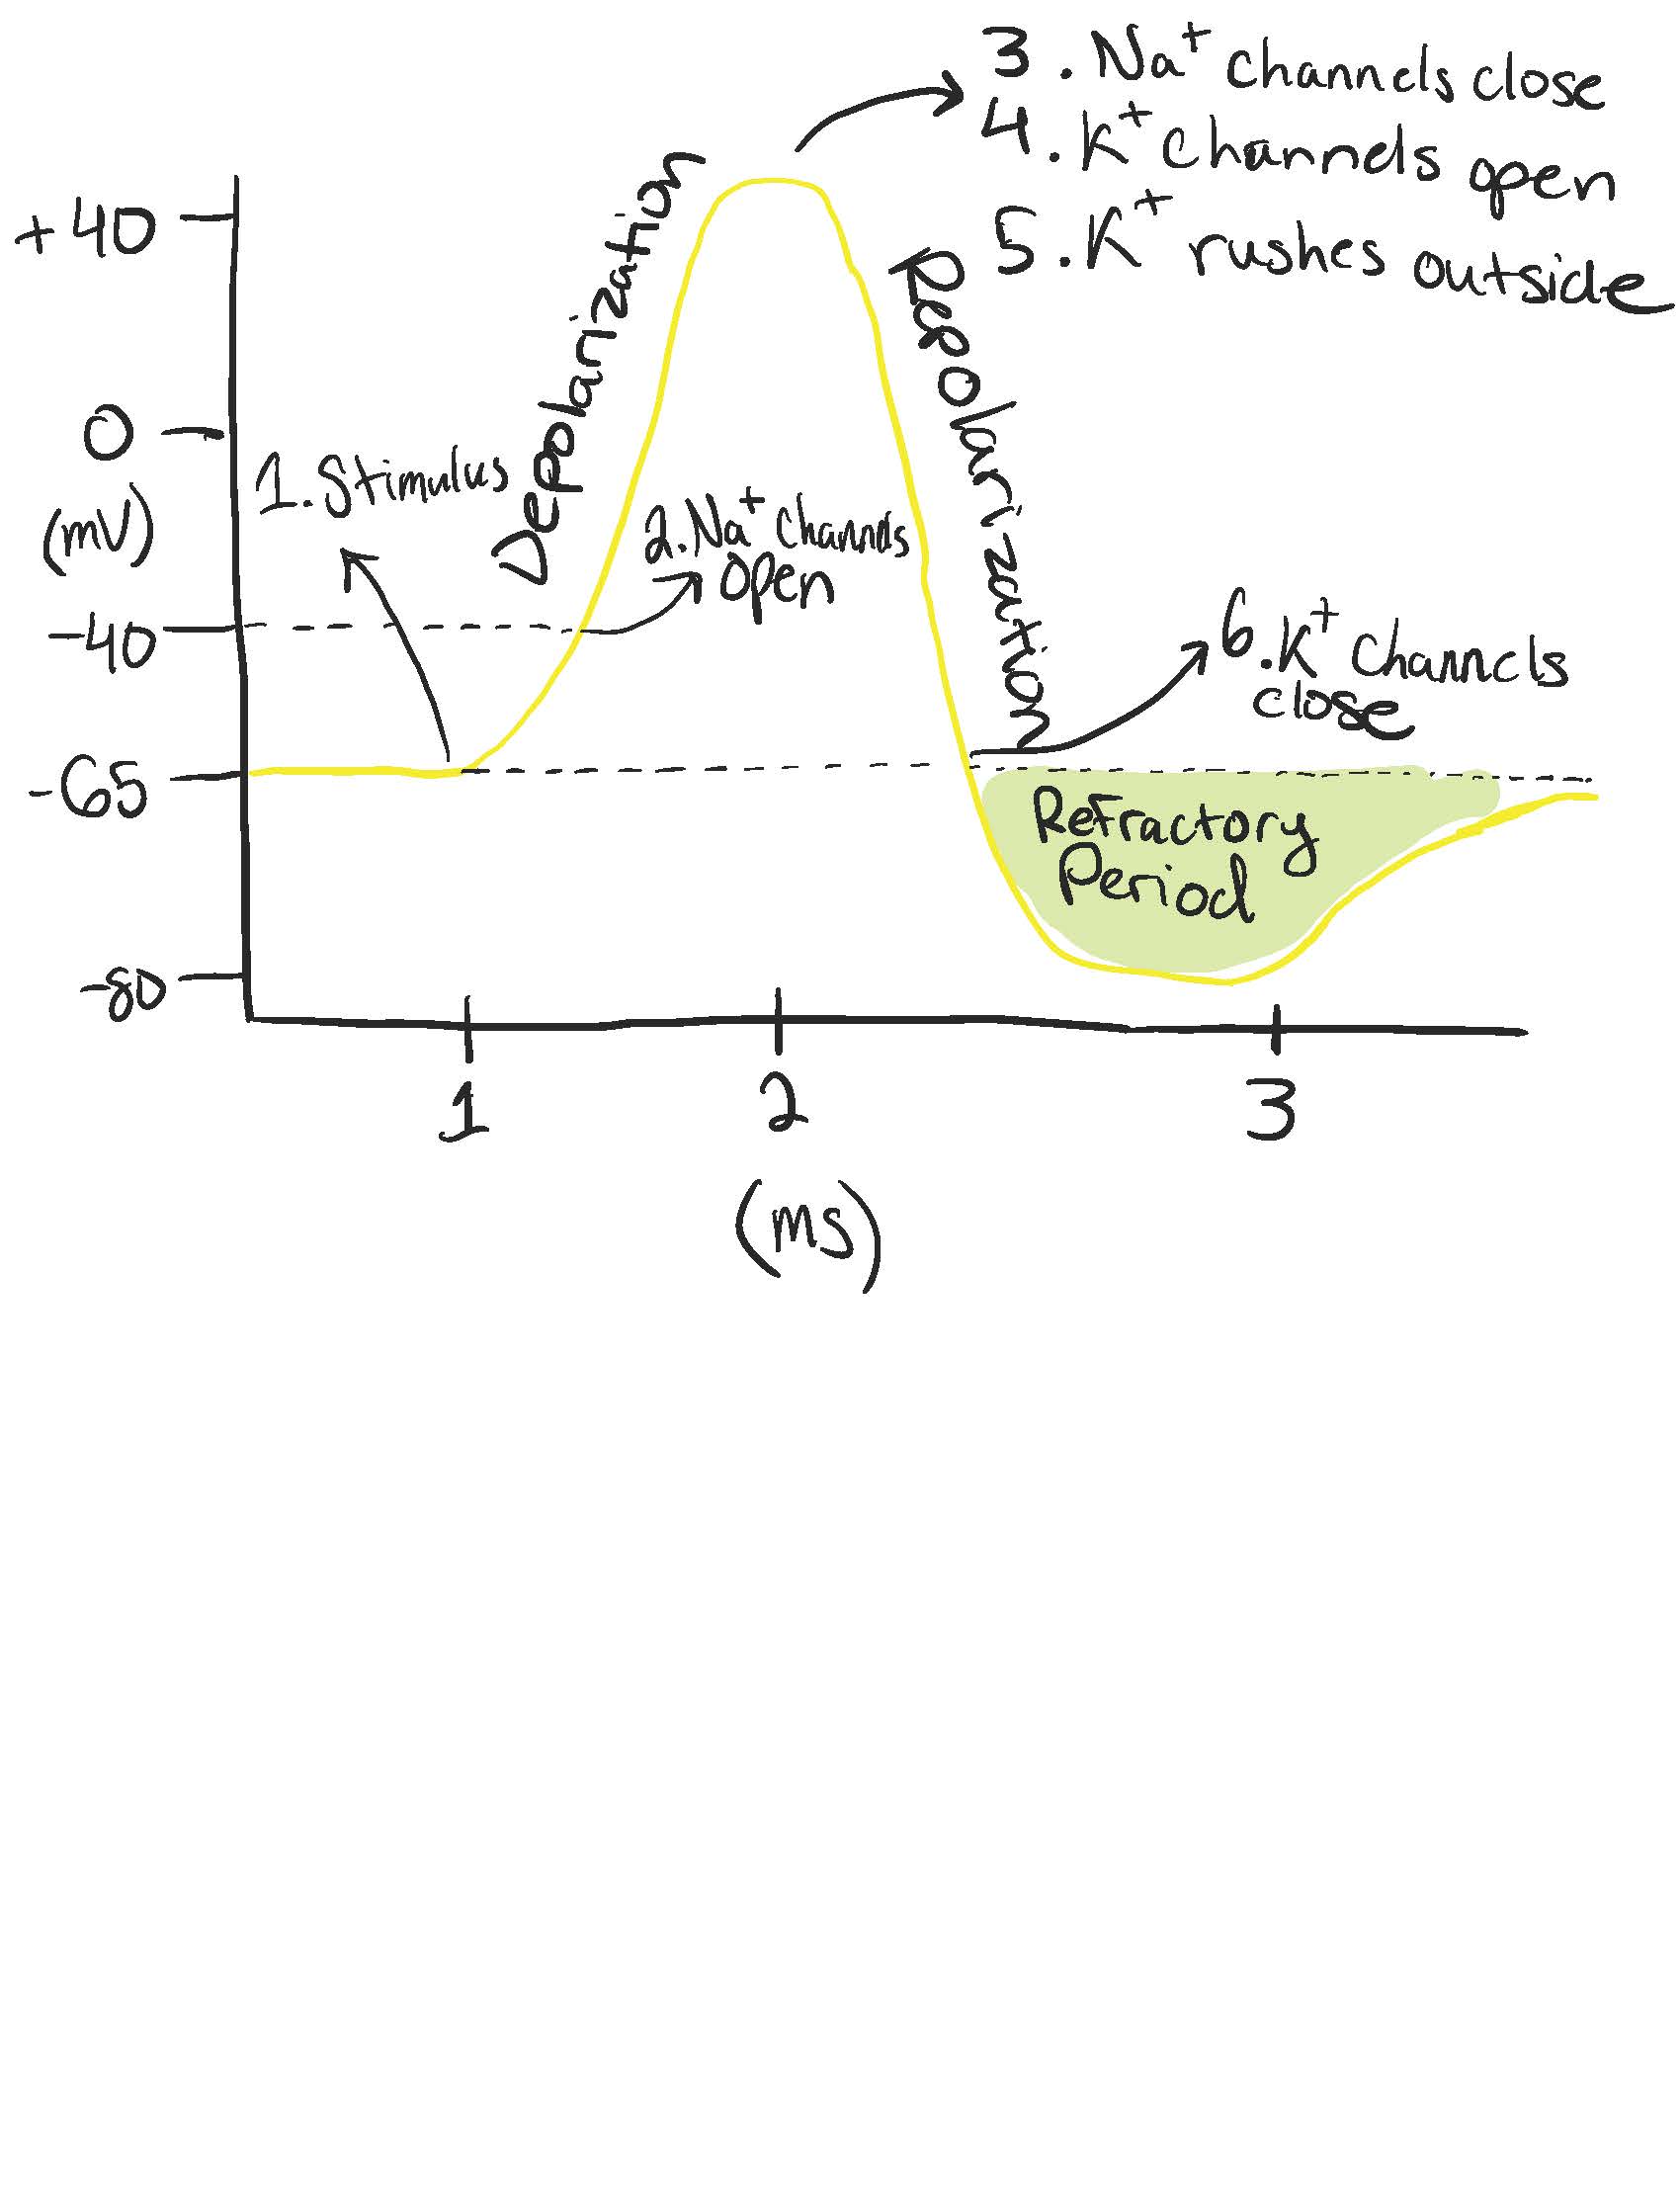 3. Na+ channels close
4. K+ channels open
5. K+ rushes outside
+40
Depolarization
Repolarization
0
(mV)
1. Stimulus
2. Na+ channels
open
-40
6. K+ channels
close
-65
Refractory
Period
-80
1
2
3
(ms)